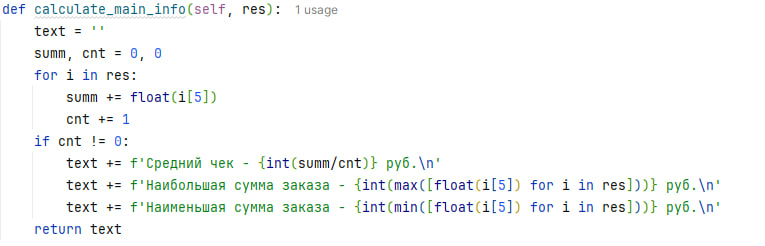 def calculate_main_info(self, res): 1 usage
    text = ''
    summ, cnt = 0, 0
    for i in res:
        summ += float(i[5])
        cnt += 1
    if cnt != 0:
        text += f'Средний чек - {int(summ/cnt)} руб.\n'
        text += f'Наибольшая сумма заказа - {int(max([float(i[5]) for i in res]))} руб.\n'
        text += f'Наименьшая сумма заказа - {int(min([float(i[5]) for i in res]))} руб.\n'
    return text